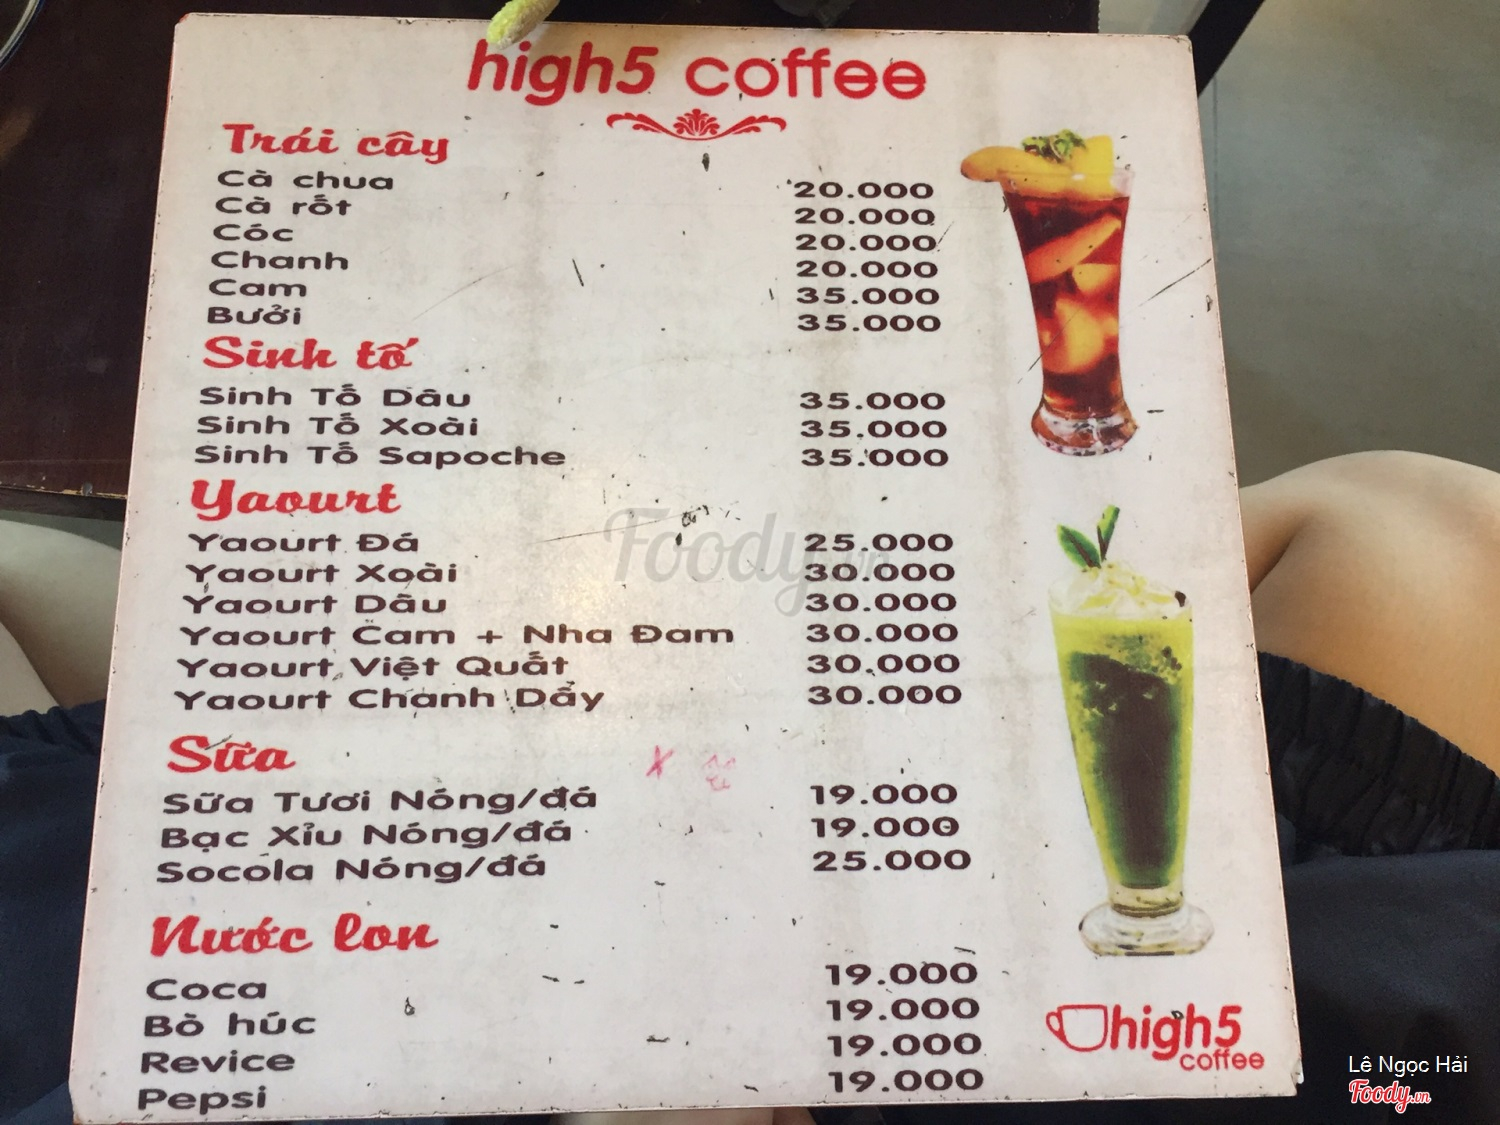 high5 coffee
Trái cây
Cà chua 20.000
Cà rốt 20.000
Cóc 20.000
Chanh 20.000
Cam 35.000
Bưởi 35.000
Sinh tố
Sinh Tố Dâu 35.000
Sinh Tố Xoài 35.000
Sinh Tố Sapoche 35.000
Yaourt
Yaourt Đá 25.000
Yaourt Xoài 30.000
Yaourt Dâu 30.000
Yaourt Cam + Nha Đam 30.000
Yaourt Việt Quất 30.000
Yaourt Chanh Dẩy 30.000
Sữa
Sữa Tươi Nóng/đá 19.000
Bạc Xỉu Nóng/đá 19.000
Socola Nóng/đá 25.000
Nước lon
Coca 19.000
Bò húc 19.000
Revice 19.000
Pepsi 19.000
high5
coffee
Foody.vn
Lê Ngọc Hải
Foody.vn